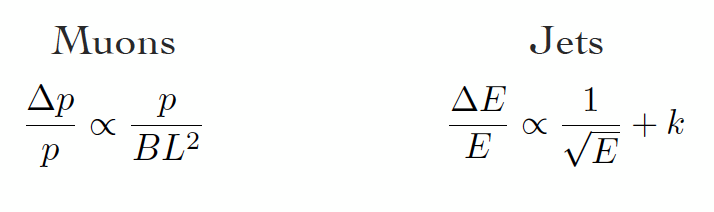 Muons Jets
Δp/p ∝ p/BL² ΔE/E ∝ 1/√E + k